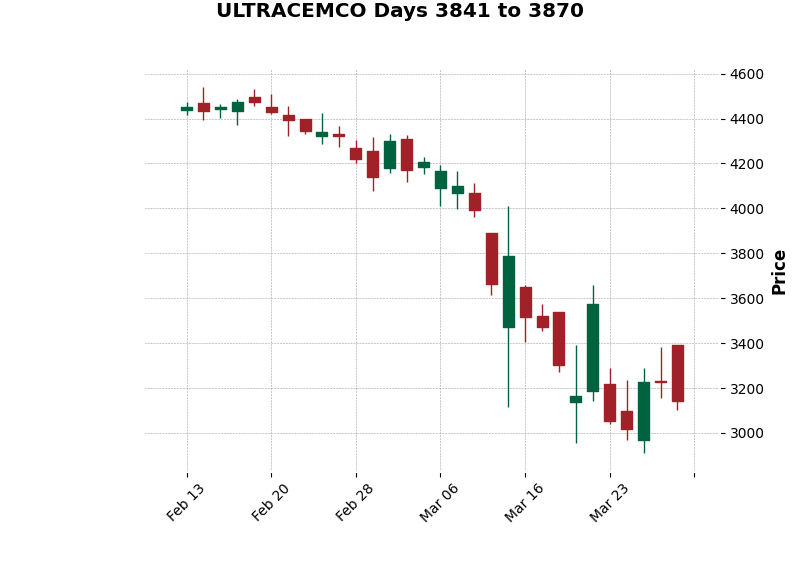 ULTRACEMCO Days 3841 to 3870
4600
4400
4200
4000
3800
3600
3400
3200
3000
Price
Feb 13
Feb 20
Feb 28
Mar 06
Mar 16
Mar 23